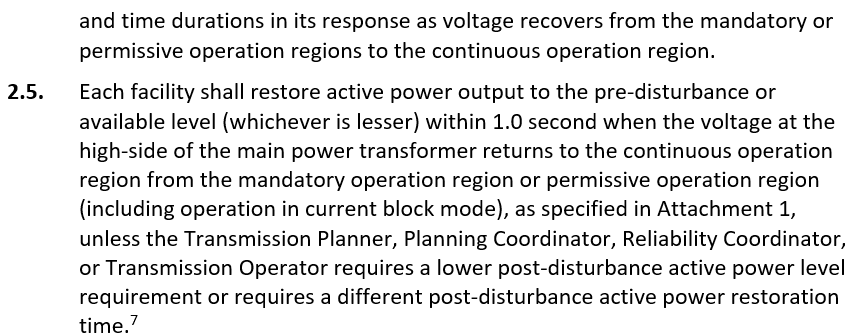 and time durations in its response as voltage recovers from the mandatory or
permissive operation regions to the continuous operation region.
2.5. Each facility shall restore active power output to the pre-disturbance or
available level (whichever is lesser) within 1.0 second when the voltage at the
high-side of the main power transformer returns to the continuous operation
region from the mandatory operation region or permissive operation region
(including operation in current block mode), as specified in Attachment 1,
unless the Transmission Planner, Planning Coordinator, Reliability Coordinator,
or Transmission Operator requires a lower post-disturbance active power level
requirement or requires a different post-disturbance active power restoration
time.7